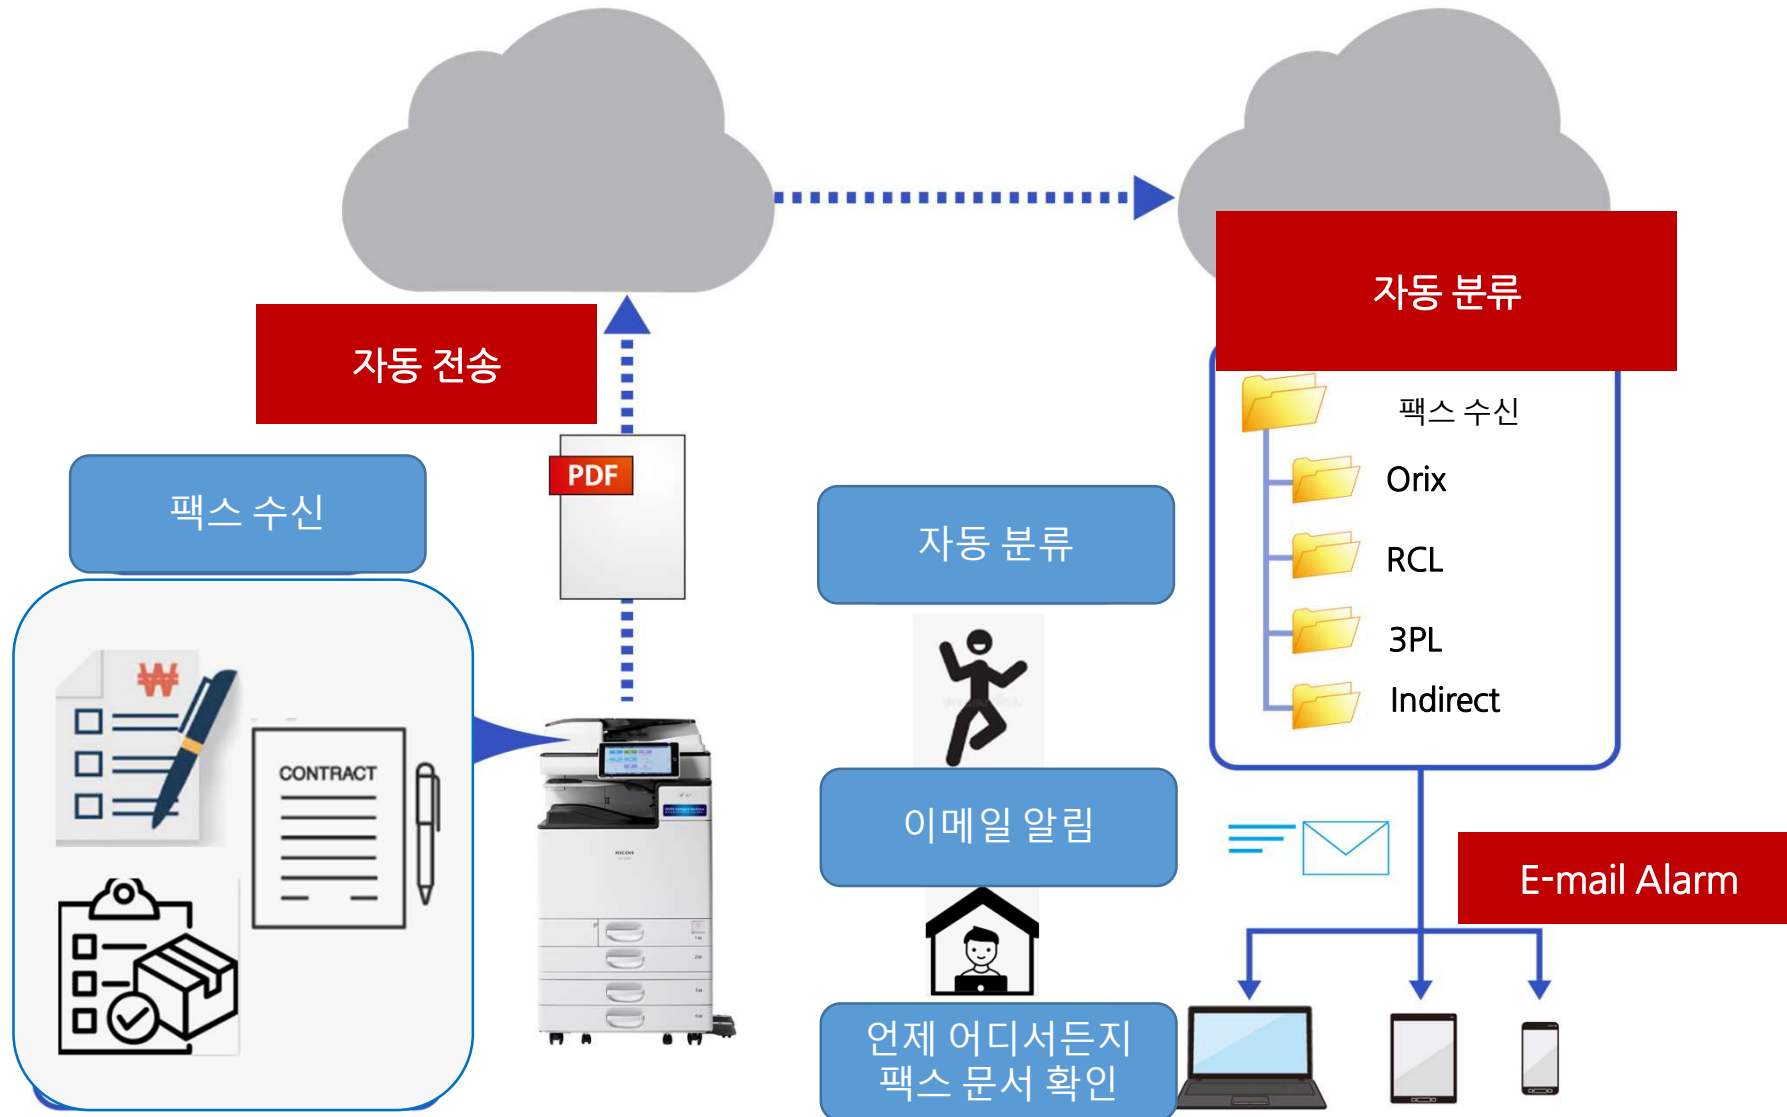 자동 분류
자동 전송
팩스 수신
Orix
RCL
3PL
Indirect
PDF
팩스 수신
자동 분류
₩
CONTRACT
RICOH
이메일 알림
E-mail Alarm
언제 어디서든지
팩스 문서 확인